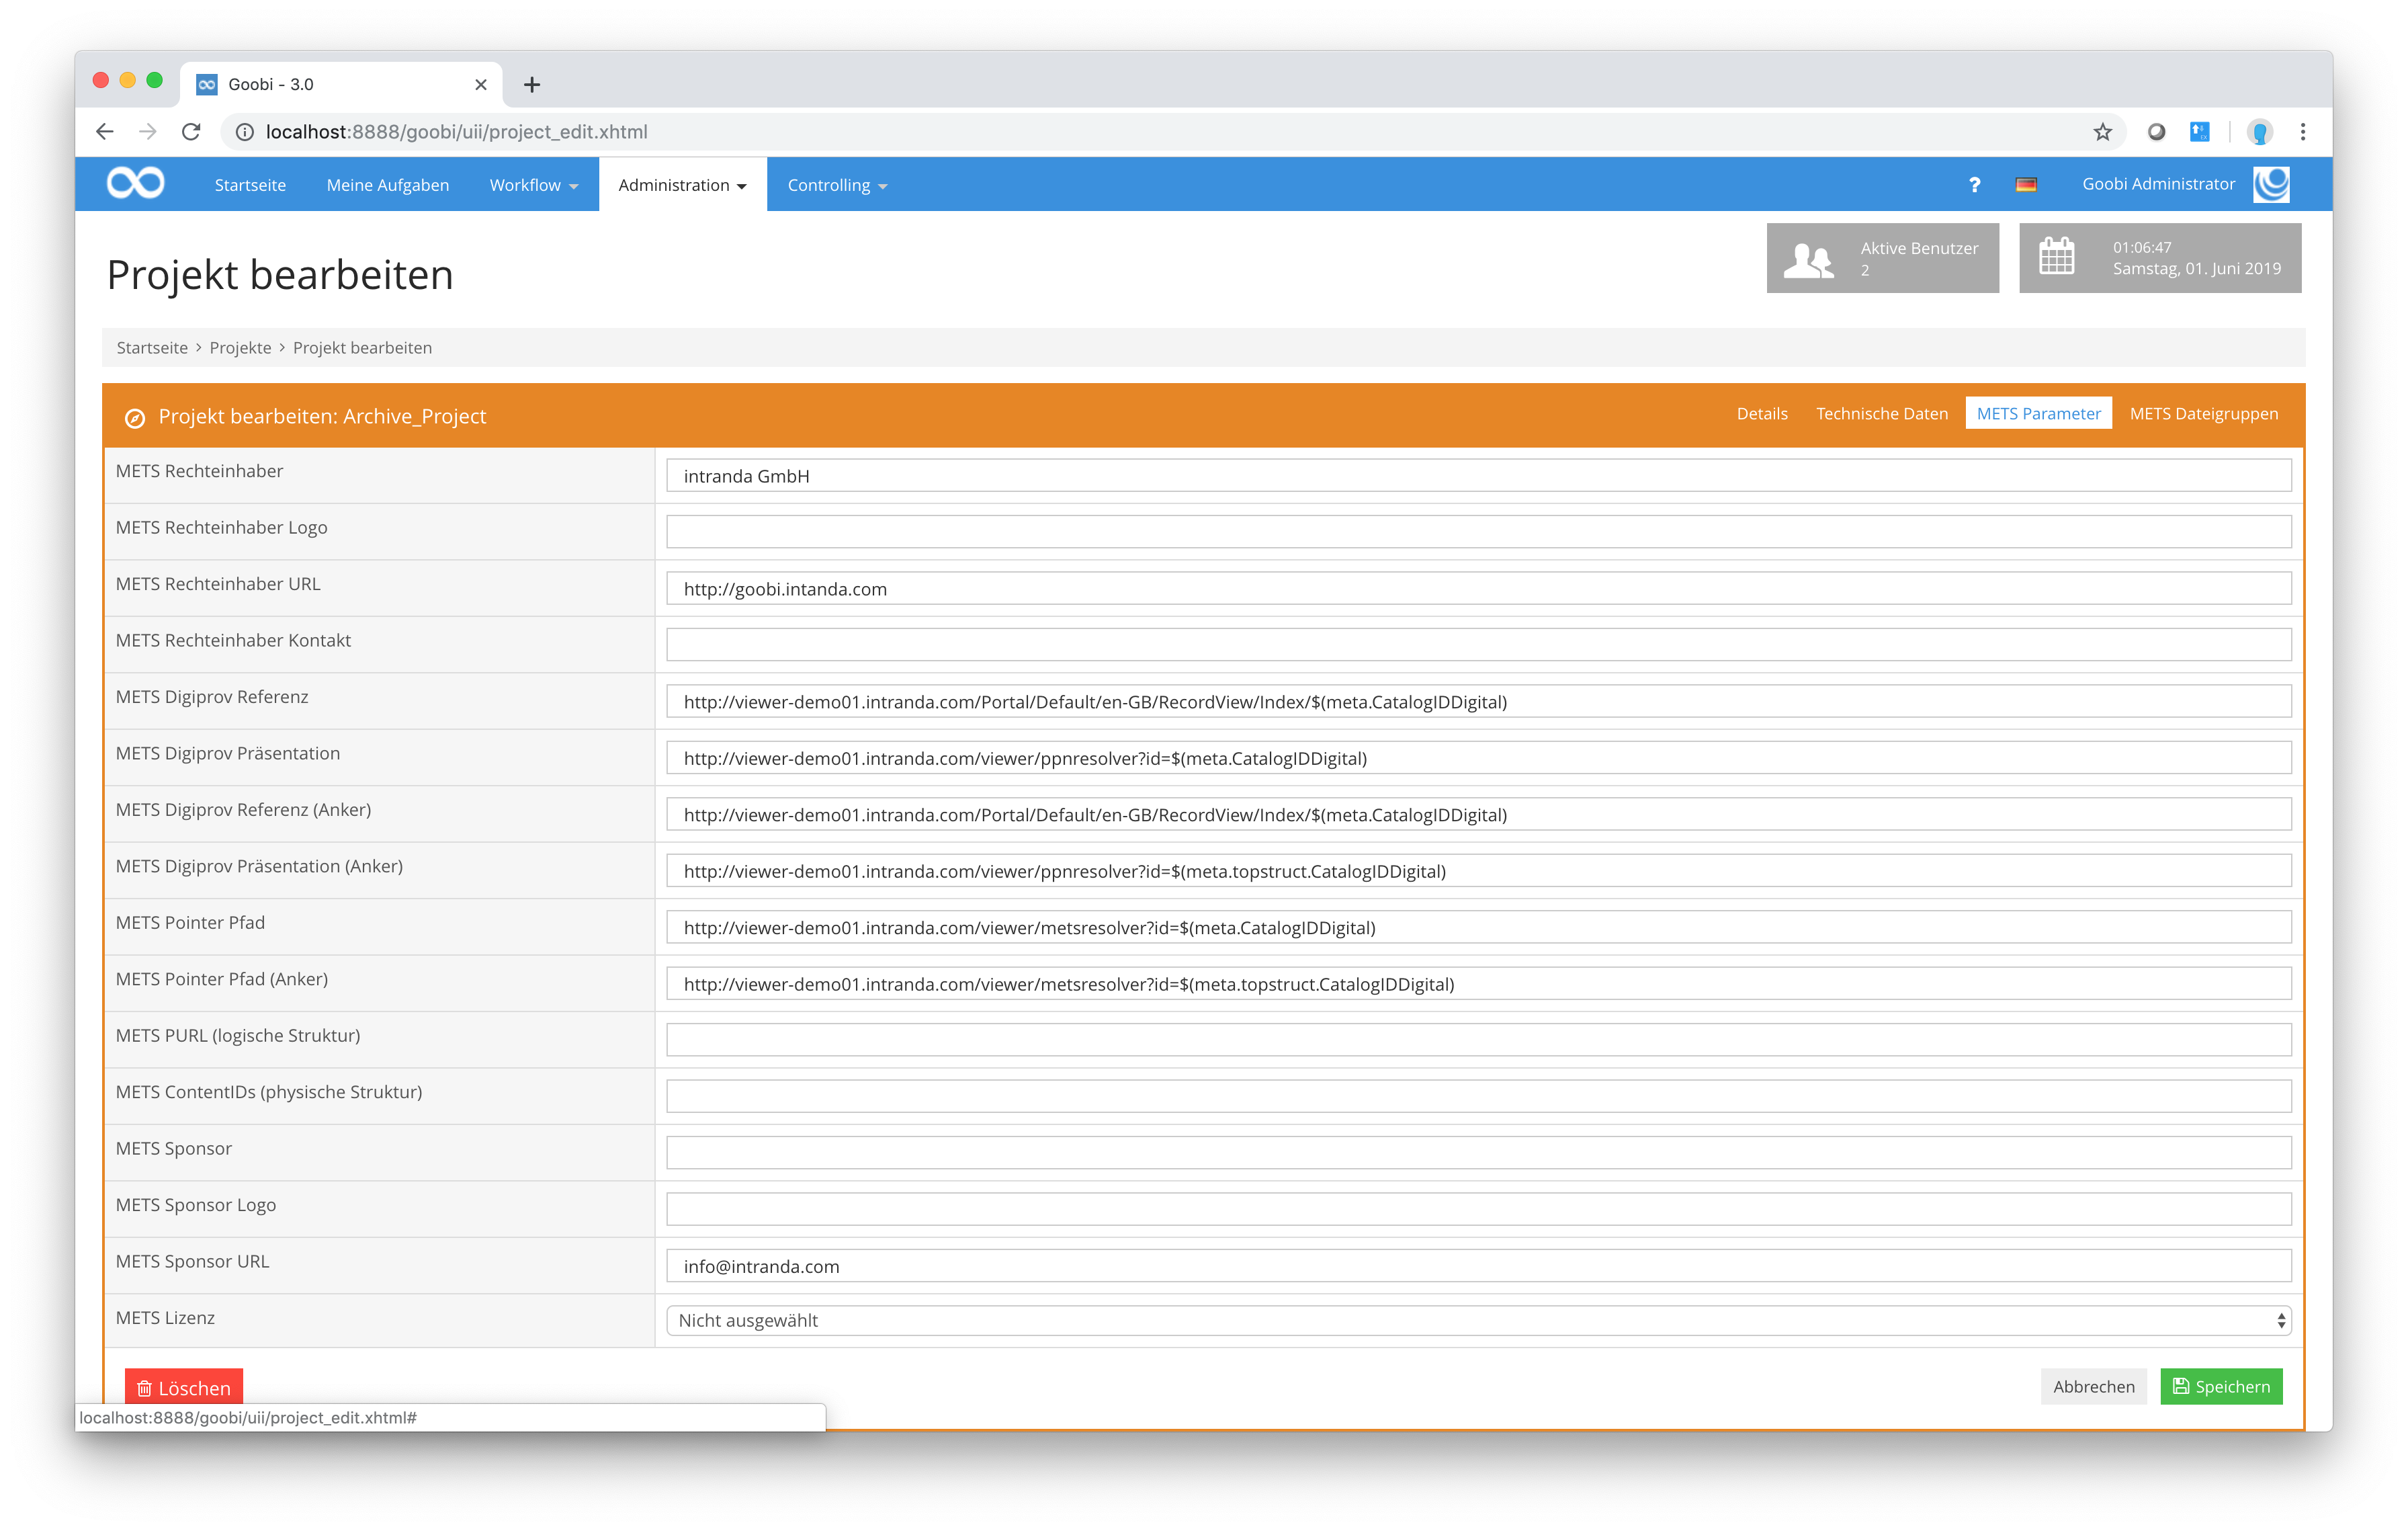 Goobi - 3.0
localhost:8888/goobi/uii/project_edit.xhtml
Startseite Meine Aufgaben Workflow Administration Controlling ? Goobi Administrator
Projekt bearbeiten
Aktive Benutzer
2
01:06:47
Samstag, 01. Juni 2019
Startseite > Projekte > Projekt bearbeiten
Projekt bearbeiten: Archive_Project Details Technische Daten METS Parameter METS Dateigruppen
METS Rechteinhaber intranda GmbH
METS Rechteinhaber Logo
METS Rechteinhaber URL http://goobi.intanda.com
METS Rechteinhaber Kontakt
METS Digiprov Referenz http://viewer-demo01.intranda.com/Portal/Default/en-GB/RecordView/Index/$(meta.CatalogIDDigital)
METS Digiprov Präsentation http://viewer-demo01.intranda.com/viewer/ppnresolver?id=$(meta.CatalogIDDigital)
METS Digiprov Referenz (Anker) http://viewer-demo01.intranda.com/Portal/Default/en-GB/RecordView/Index/$(meta.CatalogIDDigital)
METS Digiprov Präsentation (Anker) http://viewer-demo01.intranda.com/viewer/ppnresolver?id=$(meta.topstruct.CatalogIDDigital)
METS Pointer Pfad http://viewer-demo01.intranda.com/viewer/metsresolver?id=$(meta.CatalogIDDigital)
METS Pointer Pfad (Anker) http://viewer-demo01.intranda.com/viewer/metsresolver?id=$(meta.topstruct.CatalogIDDigital)
METS PURL (logische Struktur)
METS ContentIDs (physische Struktur)
METS Sponsor
METS Sponsor Logo
METS Sponsor URL info@intranda.com
METS Lizenz Nicht ausgewählt
Löschen Abbrechen Speichern
localhost:8888/goobi/uii/project_edit.xhtml#